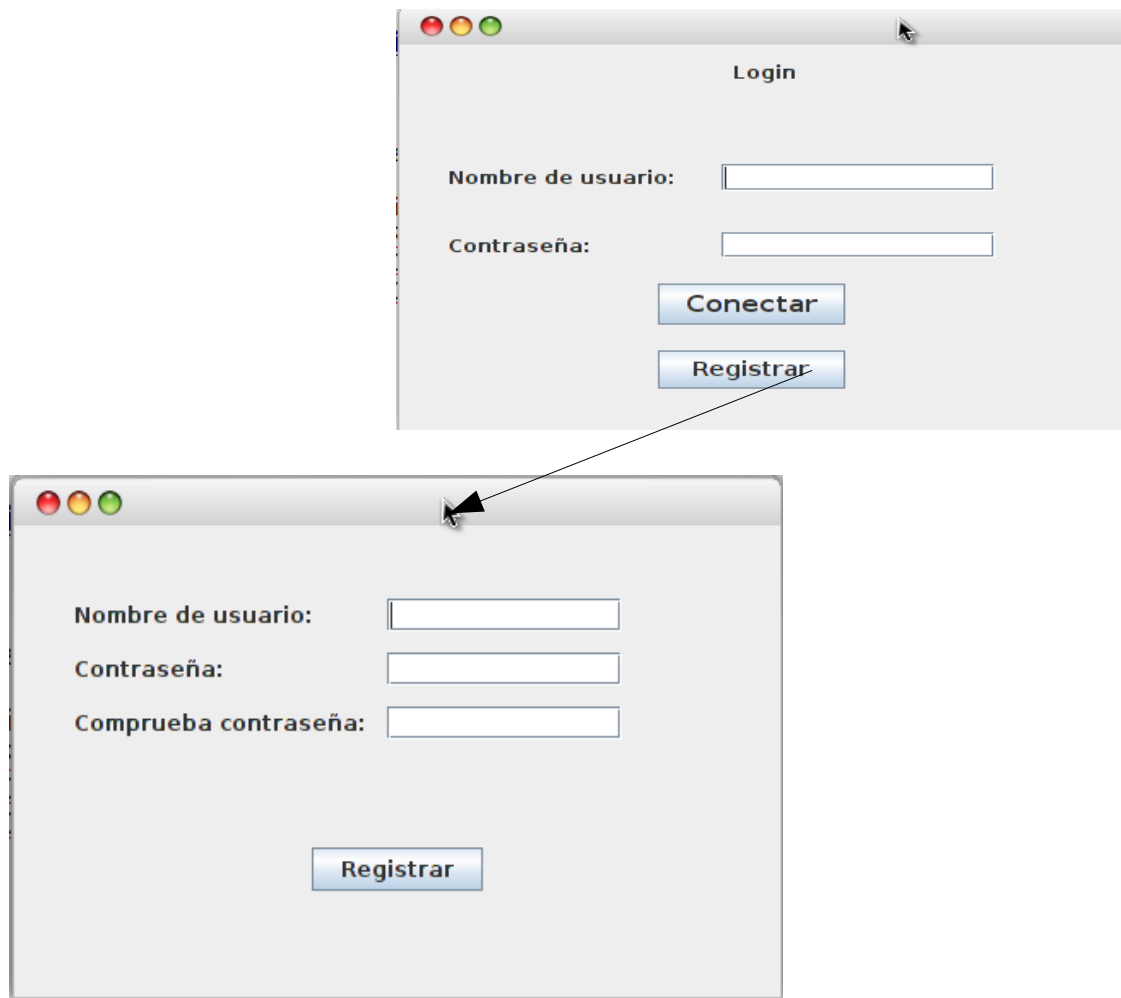 Login
Nombre de usuario:
Contraseña:
Conectar
Registrar
Nombre de usuario:
Contraseña:
Comprueba contraseña:
Registrar